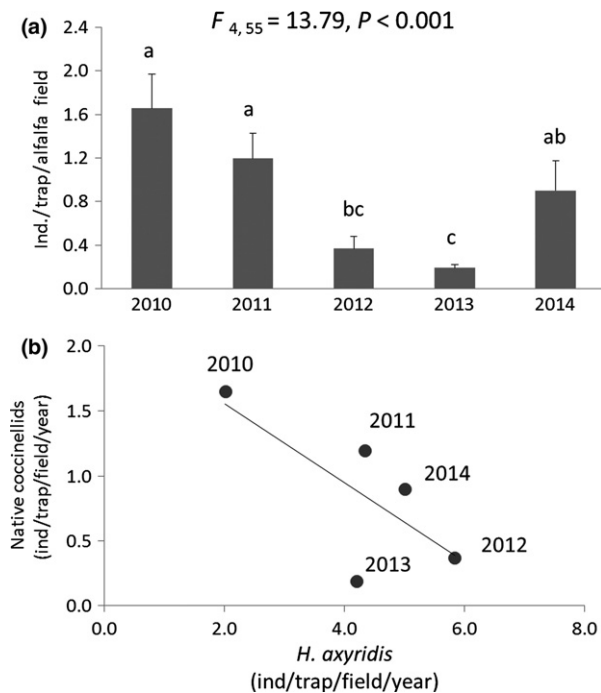 (a)
F 4, 55 = 13.79, P < 0.001
Ind./trap/alfalfa field
2.4
2.0
1.6
1.2
0.8
0.4
0.0
a
a
bc
c
ab
2010
2011
2012
2013
2014
(b)
Native coccinellids
(ind/trap/field/year)
2.0
1.5
1.0
0.5
0.0
2010
2011
2014
2012
2013
0.0
2.0
4.0
6.0
8.0
H. axyridis
(ind/trap/field/year)